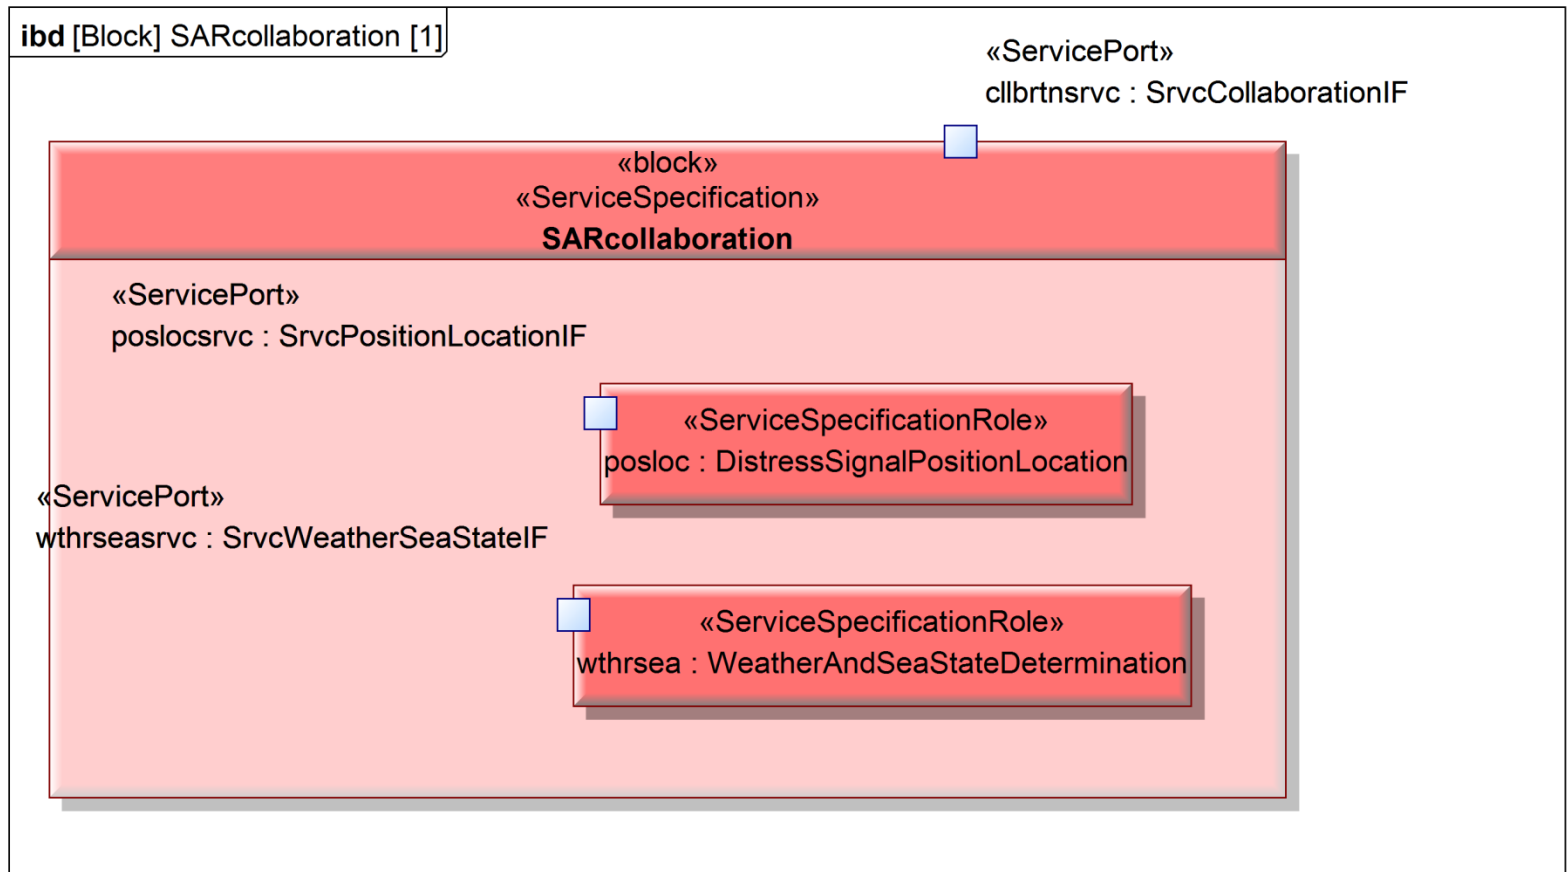 ibd [Block] SARcollaboration [1]
«ServicePort»
cllbrtnsrvc : SrvcCollaborationIF
«block»
«ServiceSpecification»
SARcollaboration
«ServicePort»
poslocsrvc : SrvcPositionLocationIF
«ServiceSpecificationRole»
posloc : DistressSignalPositionLocation
«ServicePort»
wthrseasrvc : SrvcWeatherSeaStateIF
«ServiceSpecificationRole»
wthrsea : WeatherAndSeaStateDetermination